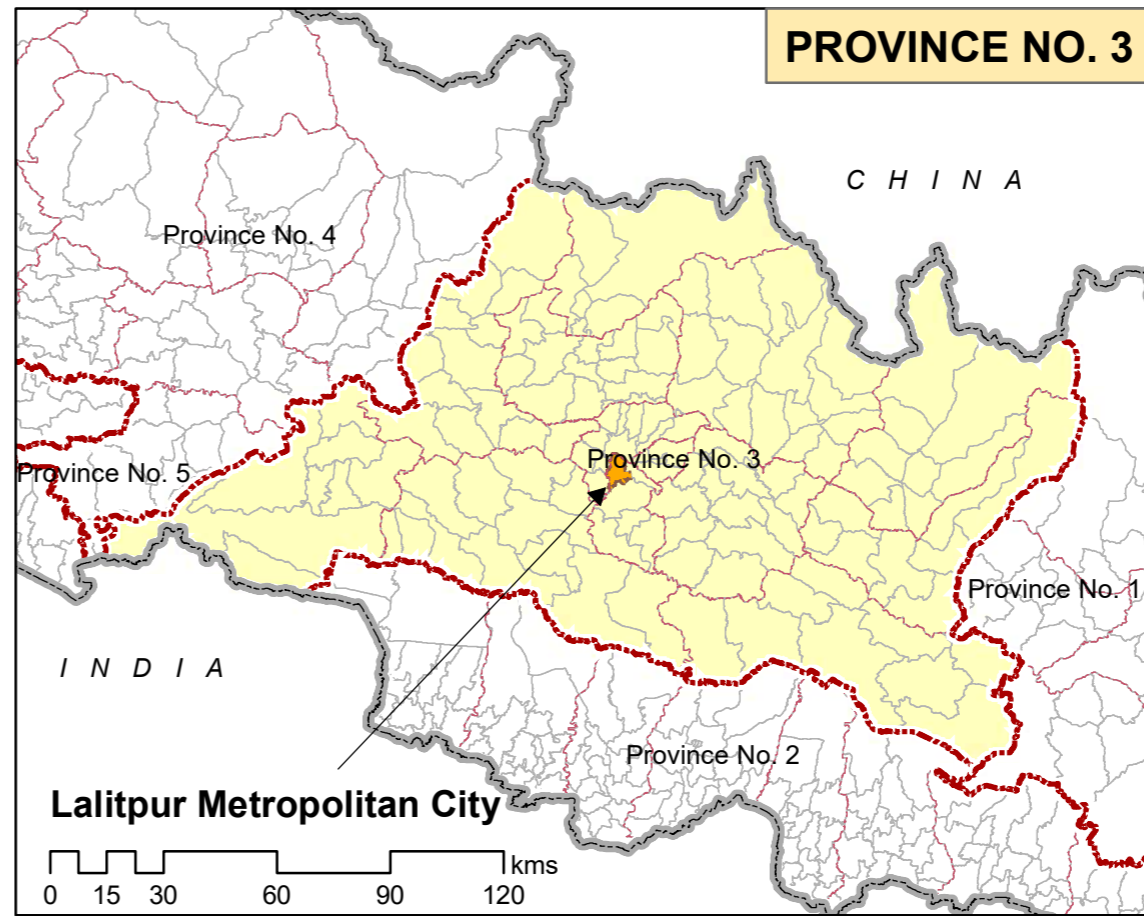 PROVINCE NO. 3
C H I N A
Province No. 4
Province No. 3
Province No. 5
Province No. 1
I N D I A
Province No. 2
Lalitpur Metropolitan City
kms
0 15 30 60 90 120